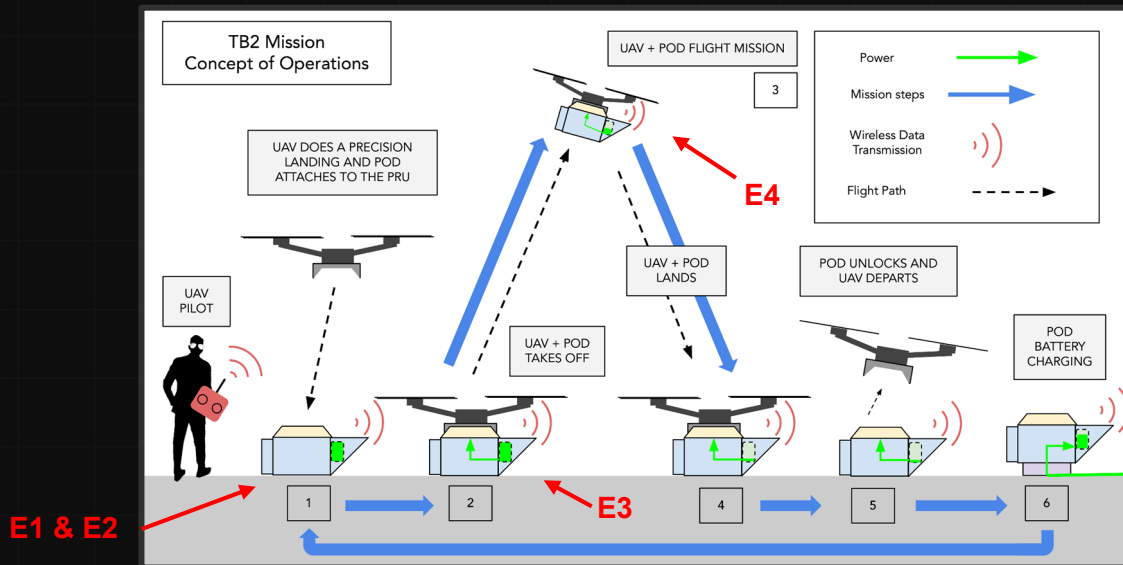 TB2 Mission
Concept of Operations
UAV + POD FLIGHT MISSION
3
Power
Mission steps
Wireless Data
Transmission
Flight Path
UAV DOES A PRECISION
LANDING AND POD
ATTACHES TO THE PRU
E4
UAV
PILOT
UAV + POD
TAKES OFF
UAV + POD
LANDS
POD UNLOCKS AND
UAV DEPARTS
POD
BATTERY
CHARGING
E1 & E2
1
2
E3
4
5
6